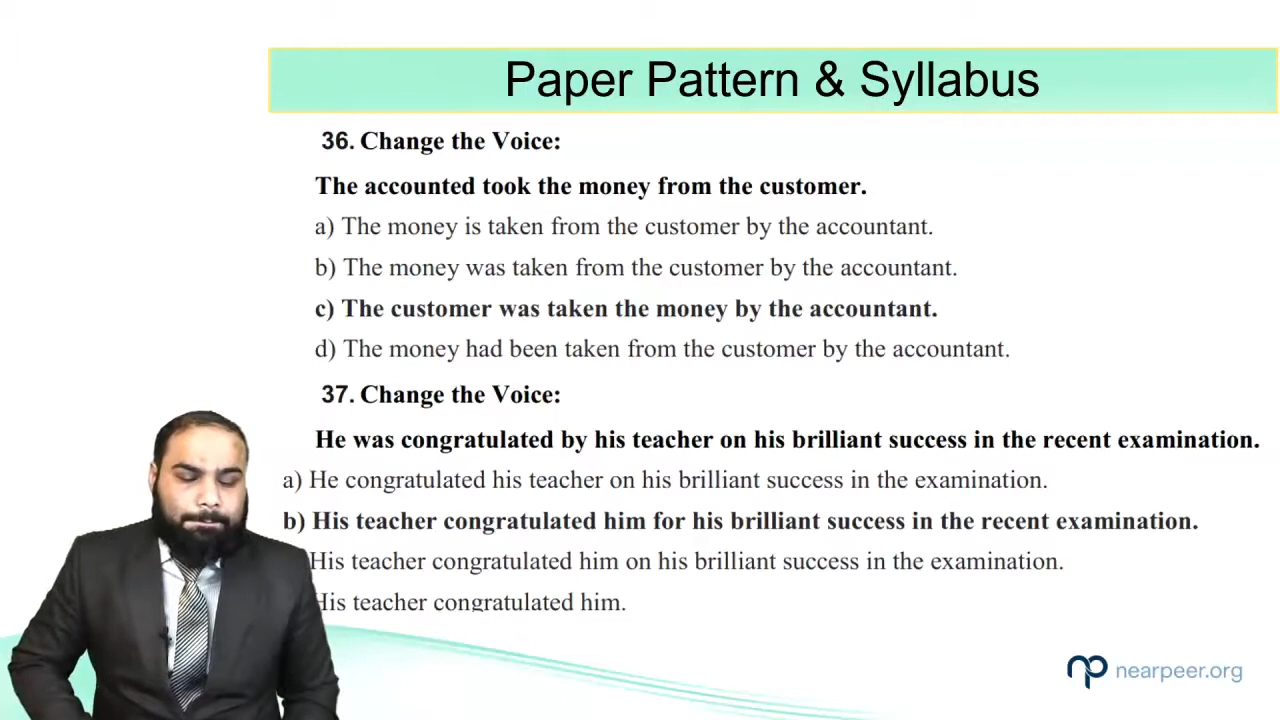 Paper Pattern & Syllabus
36. Change the Voice:
The accounted took the money from the customer.
a) The money is taken from the customer by the accountant.
b) The money was taken from the customer by the accountant.
c) The customer was taken the money by the accountant.
d) The money had been taken from the customer by the accountant.
37. Change the Voice:
He was congratulated by his teacher on his brilliant success in the recent examination.
a) He congratulated his teacher on his brilliant success in the examination.
b) His teacher congratulated him for his brilliant success in the recent examination.
His teacher congratulated him on his brilliant success in the examination.
His teacher congratulated him.
np nearpeer.org